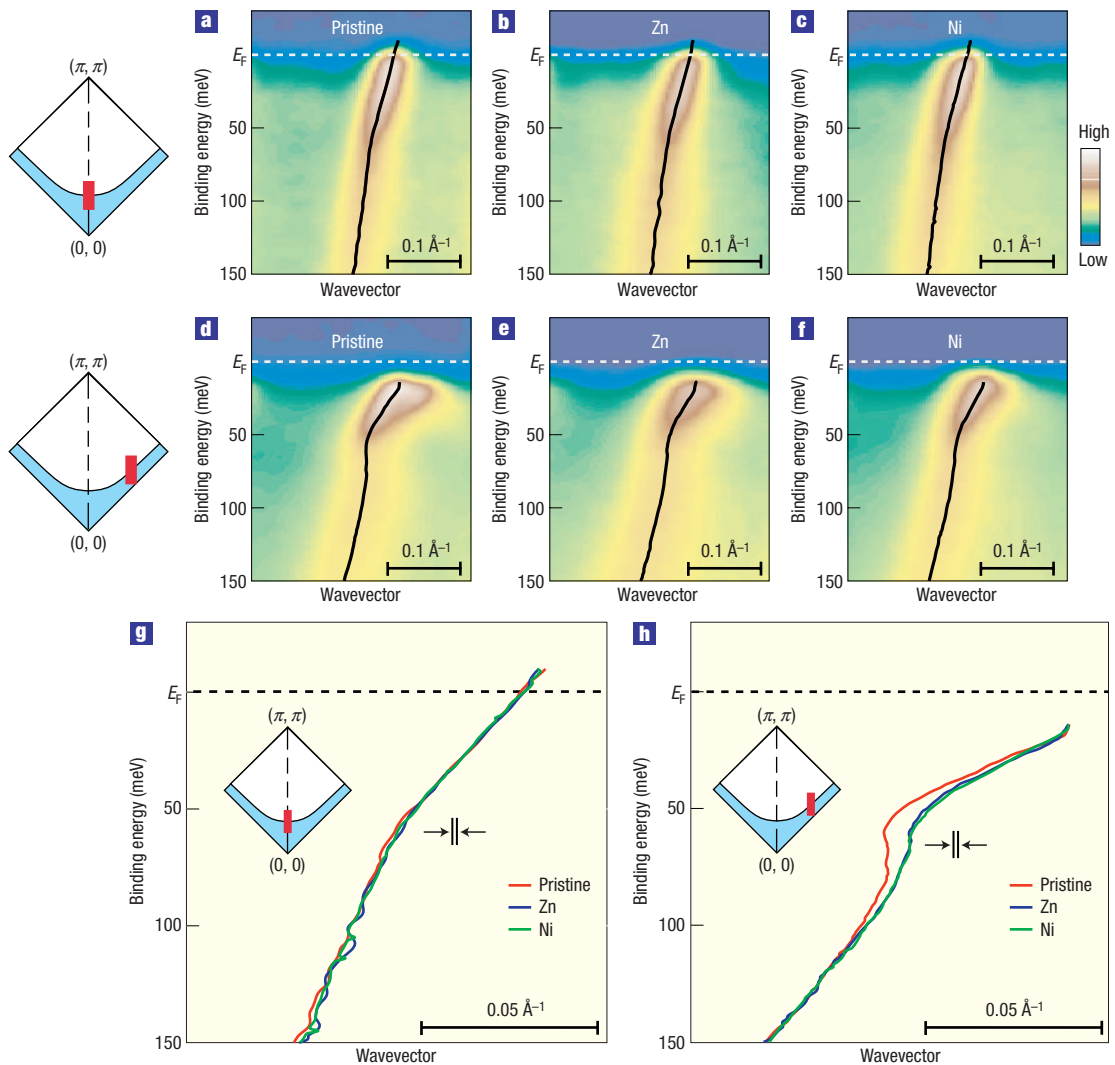 a
Pristine
E_F
50
100
150
Binding energy (meV)
0.1 Å⁻¹
Wavevector
b
Zn
E_F
50
100
150
Binding energy (meV)
0.1 Å⁻¹
Wavevector
c
Ni
E_F
50
100
150
Binding energy (meV)
0.1 Å⁻¹
Wavevector
High
Low
(π, π)
(0, 0)
d
Pristine
E_F
50
100
150
Binding energy (meV)
0.1 Å⁻¹
Wavevector
e
Zn
E_F
50
100
150
Binding energy (meV)
0.1 Å⁻¹
Wavevector
f
Ni
E_F
50
100
150
Binding energy (meV)
0.1 Å⁻¹
Wavevector
(π, π)
(0, 0)
g
E_F
50
100
150
Binding energy (meV)
(π, π)
(0, 0)
Pristine
Zn
Ni
0.05 Å⁻¹
Wavevector
h
E_F
50
100
150
Binding energy (meV)
(π, π)
(0, 0)
Pristine
Zn
Ni
0.05 Å⁻¹
Wavevector